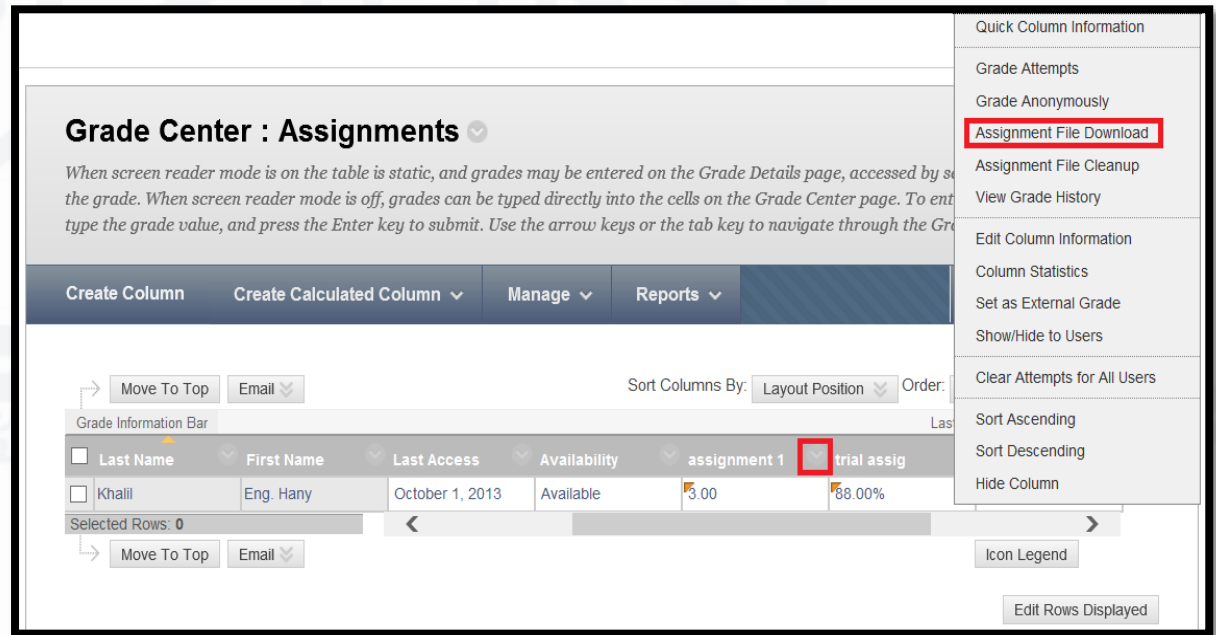 Quick Column Information
Grade Attempts
Grade Anonymously
Assignment File Download
Assignment File Cleanup
View Grade History
Edit Column Information
Column Statistics
Set as External Grade
Show/Hide to Users
Clear Attempts for All Users
Sort Ascending
Sort Descending
Hide Column
Grade Center : Assignments
When screen reader mode is on the table is static, and grades may be entered on the Grade Details page, accessed by
the grade. When screen reader mode is off, grades can be typed directly into the cells on the Grade Center page. To
type the grade value, and press the Enter key to submit. Use the arrow keys or the tab key to navigate through the
Create Column Create Calculated Column Manage Reports
Move To Top Email Sort Columns By: Layout Position Order:
Grade Information Bar
Last Name First Name Last Access Availability assignment 1 trial assig
Khalil Eng. Hany October 1, 2013 Available 3.00 88.00%
Selected Rows: 0
Move To Top Email Icon Legend
Edit Rows Displayed